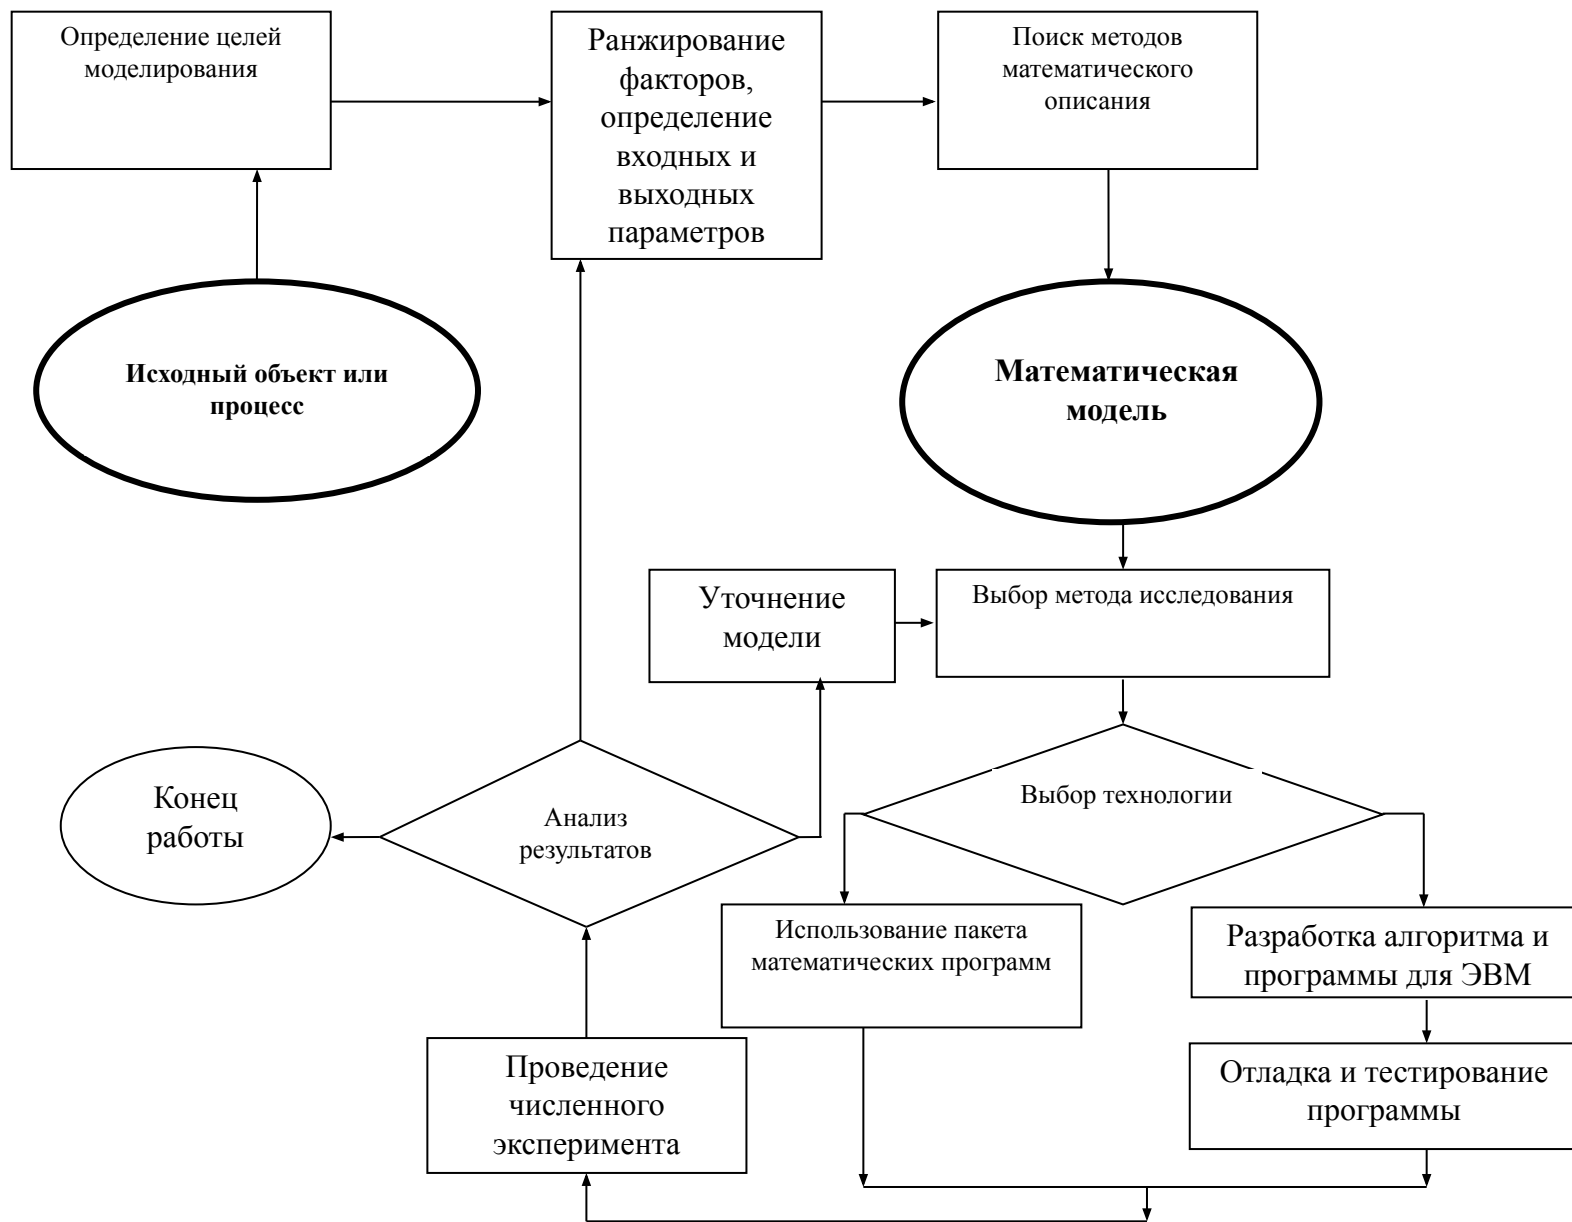 Определение целей
моделирования
Ранжирование
факторов,
определение
входных и
выходных
параметров
Поиск методов
математического
описания
Исходный объект или
процесс
Математическая
модель
Уточнение
модели
Выбор метода исследования
Конец
работы
Анализ
результатов
Выбор технологии
Использование пакета
математических программ
Разработка алгоритма и
программы для ЭВМ
Проведение
численного
эксперимента
Отладка и тестирование
программы